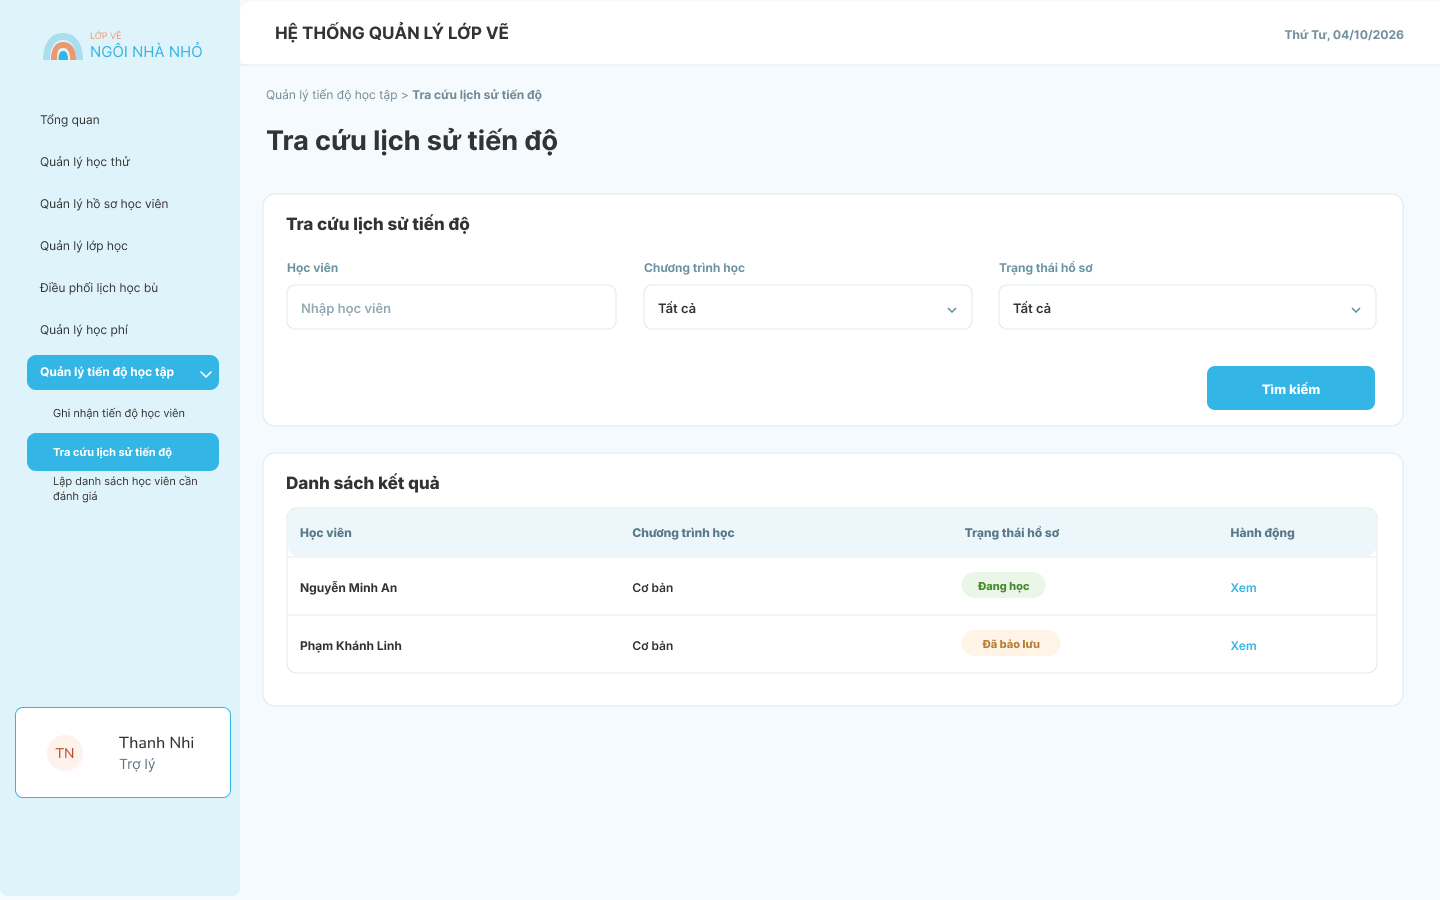 LỚP VẼ
NGÔI NHÀ NHỎ
HỆ THỐNG QUẢN LÝ LỚP VẼ
Thứ Tư, 04/10/2026
Tổng quan
Quản lý học thử
Quản lý hồ sơ học viên
Quản lý lớp học
Điều phối lịch học bù
Quản lý học phí
Quản lý tiến độ học tập
Ghi nhận tiến độ học viên
Tra cứu lịch sử tiến độ
Lập danh sách học viên cần
đánh giá
TN
Thanh Nhi
Trợ lý
Quản lý tiến độ học tập > Tra cứu lịch sử tiến độ
Tra cứu lịch sử tiến độ
Tra cứu lịch sử tiến độ
Học viên Chương trình học Trạng thái hồ sơ
Nhập học viên Tất cả Tất cả
Tìm kiếm
Danh sách kết quả
Học viên Chương trình học Trạng thái hồ sơ Hành động
Nguyễn Minh An Cơ bản Đang học Xem
Phạm Khánh Linh Cơ bản Đã bảo lưu Xem